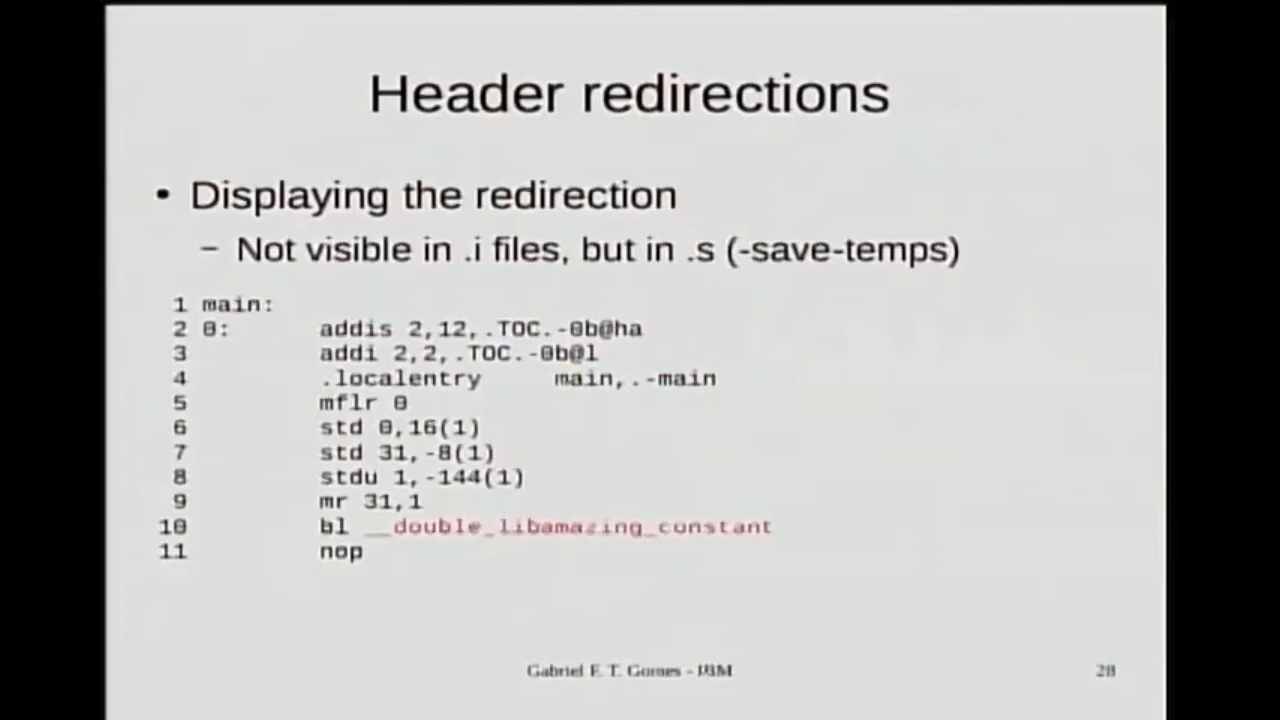 Header redirections
• Displaying the redirection
– Not visible in .i files, but in .s (-save-temps)
1 main:
2 0: addis 2,12,.TOC.-0b@ha
3 addi 2,2,.TOC.-0b@l
4 .localentry main,.-main
5 mflr 0
6 std 0,16(1)
7 std 31,-8(1)
8 stdu 1,-144(1)
9 mr 31,1
10 bl __double_libamazing_constant
11 nop
Gabriel F. T. Gomes - IBM
28